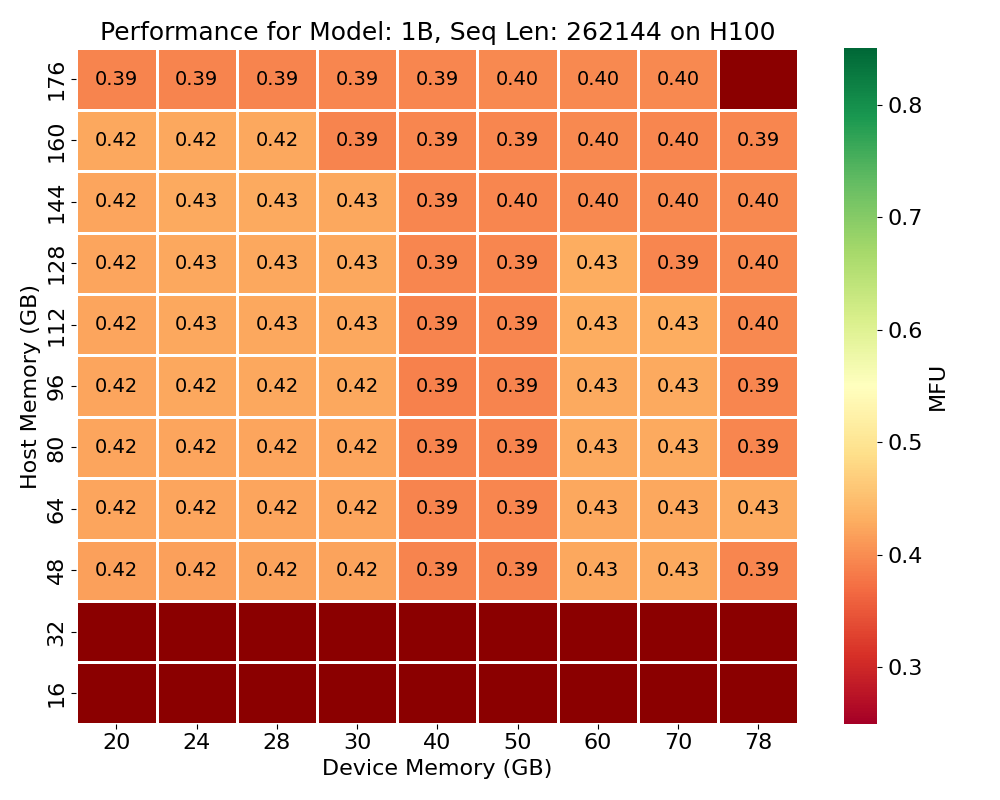 Performance for Model: 1B, Seq Len: 262144 on H100
176 0.39 0.39 0.39 0.39 0.39 0.40 0.40 0.40
160 0.42 0.42 0.42 0.39 0.39 0.39 0.40 0.40 0.39
144 0.42 0.43 0.43 0.43 0.39 0.40 0.40 0.40 0.40
128 0.42 0.43 0.43 0.43 0.39 0.39 0.43 0.39 0.40
112 0.42 0.43 0.43 0.43 0.39 0.39 0.43 0.43 0.40
96 0.42 0.42 0.42 0.42 0.39 0.39 0.43 0.43 0.39
80 0.42 0.42 0.42 0.42 0.39 0.39 0.43 0.43 0.39
64 0.42 0.42 0.42 0.42 0.39 0.39 0.43 0.43 0.43
48 0.42 0.42 0.42 0.42 0.39 0.39 0.43 0.43 0.39
32
16
Host Memory (GB)
20 24 28 30 40 50 60 70 78
Device Memory (GB)
0.8
0.7
0.6
0.5
0.4
0.3
MFU